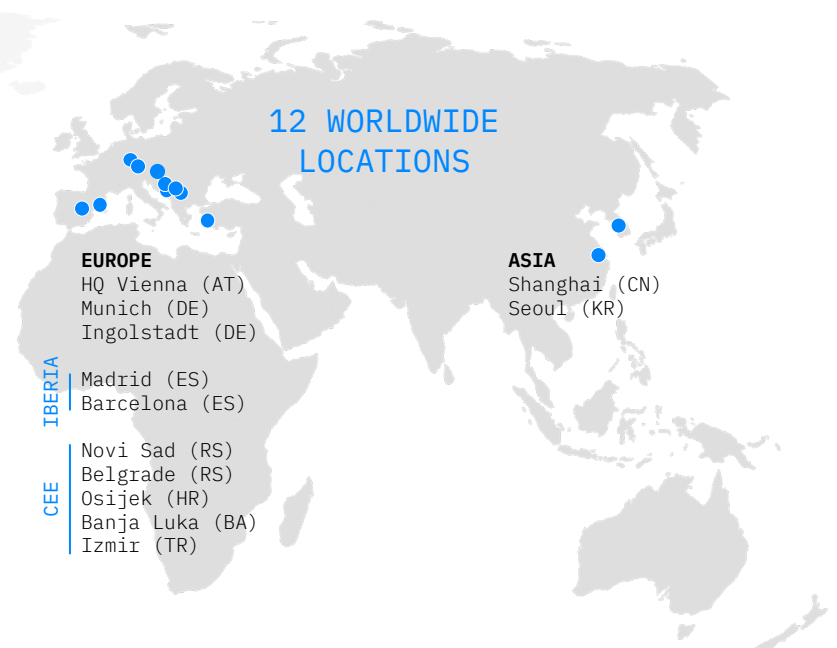 12 WORLDWIDE
LOCATIONS
EUROPE
HQ Vienna (AT)
Munich (DE)
Ingolstadt (DE)
IBERIA
Madrid (ES)
Barcelona (ES)
CEE
Novi Sad (RS)
Belgrade (RS)
Osijek (HR)
Banja Luka (BA)
Izmir (TR)
ASIA
Shanghai (CN)
Seoul (KR)